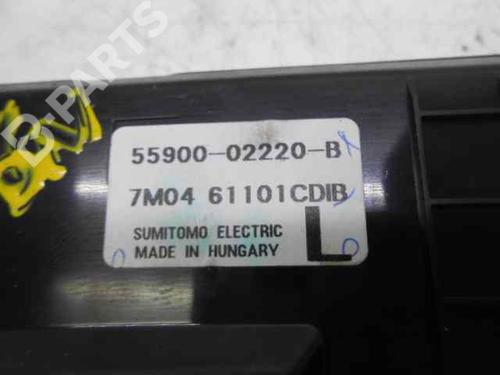 B-PARTS
55900-02220-B
7M04 61101CDIB
SUMITOMO ELECTRIC
MADE IN HUNGARY
L